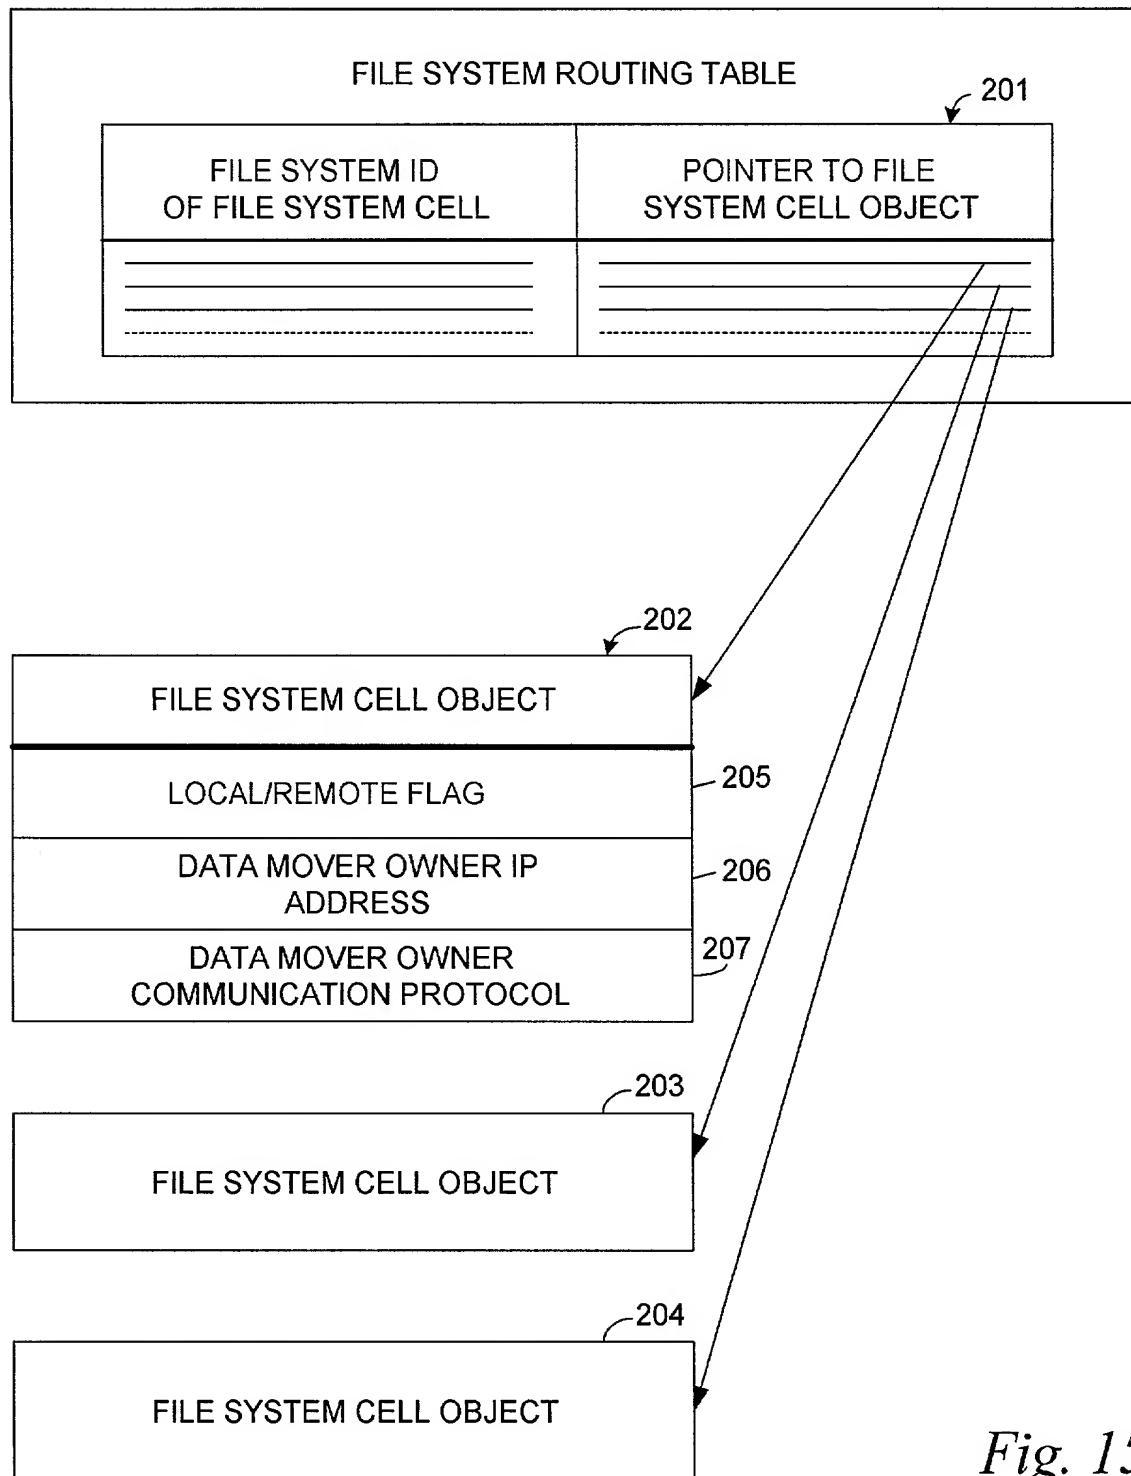 FILE SYSTEM ROUTING TABLE
201
FILE SYSTEM ID
OF FILE SYSTEM CELL
POINTER TO FILE
SYSTEM CELL OBJECT
202
FILE SYSTEM CELL OBJECT
LOCAL/REMOTE FLAG
205
DATA MOVER OWNER IP
ADDRESS
206
DATA MOVER OWNER
COMMUNICATION PROTOCOL
207
203
FILE SYSTEM CELL OBJECT
204
FILE SYSTEM CELL OBJECT
Fig.